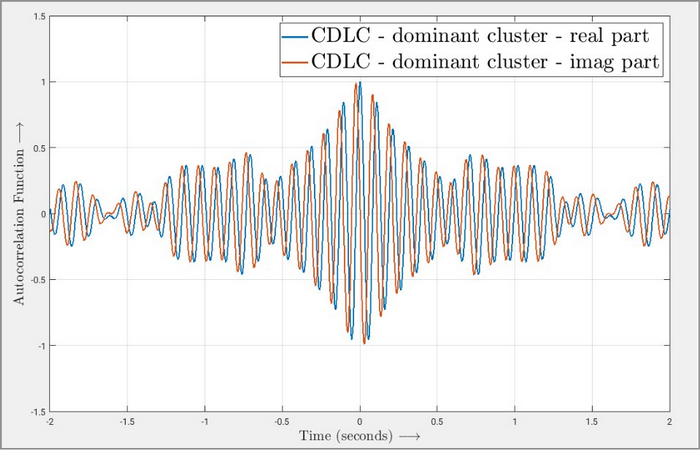 CDLC - dominant cluster - real part
CDLC - dominant cluster - imag part
Autocorrelation Function ⟶
1.5
1
0.5
0
-0.5
-1
-1.5
-2 -1.5 -1 -0.5 0 0.5 1 1.5 2
Time (seconds) ⟶